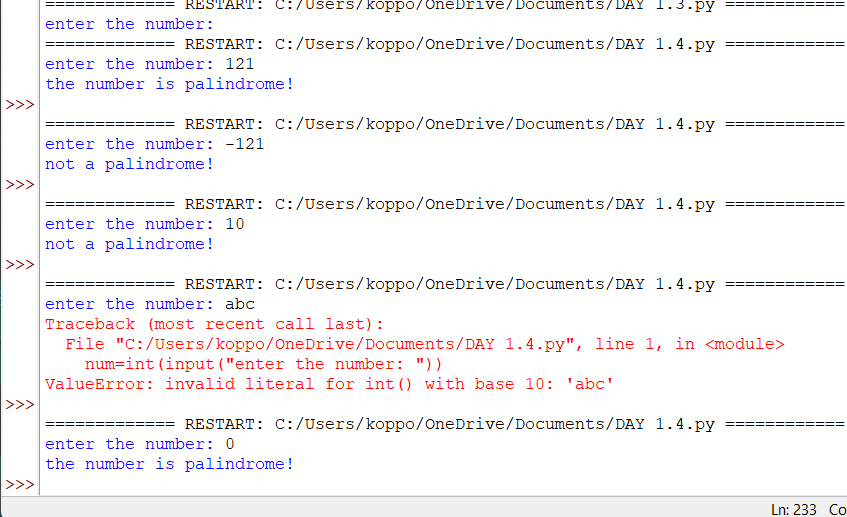 ============= RESTART: C:/Users/koppo/OneDrive/Documents/DAY 1.3.py ============
enter the number:
============= RESTART: C:/Users/koppo/OneDrive/Documents/DAY 1.4.py ============
enter the number: 121
the number is palindrome!
>>>
============= RESTART: C:/Users/koppo/OneDrive/Documents/DAY 1.4.py ============
enter the number: -121
not a palindrome!
>>>
============= RESTART: C:/Users/koppo/OneDrive/Documents/DAY 1.4.py ============
enter the number: 10
not a palindrome!
>>>
============= RESTART: C:/Users/koppo/OneDrive/Documents/DAY 1.4.py ============
enter the number: abc
Traceback (most recent call last):
  File "C:/Users/koppo/OneDrive/Documents/DAY 1.4.py", line 1, in <module>
    num=int(input("enter the number: "))
ValueError: invalid literal for int() with base 10: 'abc'
>>>
============= RESTART: C:/Users/koppo/OneDrive/Documents/DAY 1.4.py ============
enter the number: 0
the number is palindrome!
>>>
Ln: 233 Co